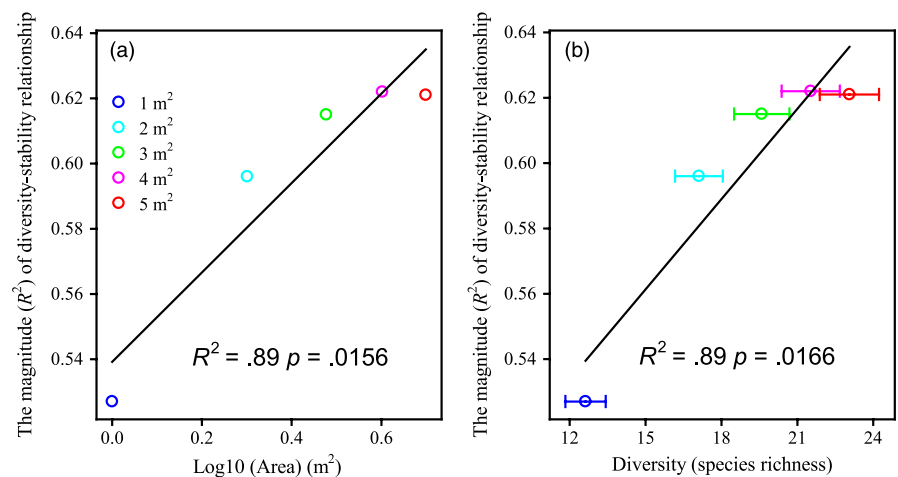 The magnitude (R²) of diversity-stability relationship
0.64
0.62
0.60
0.58
0.56
0.54
(a)
1 m²
2 m²
3 m²
4 m²
5 m²
R² = .89 p = .0156
0.0
0.2
0.4
0.6
Log10 (Area) (m²)
The magnitude (R²) of diversity-stability relationship
0.64
0.62
0.60
0.58
0.56
0.54
(b)
R² = .89 p = .0166
12
15
18
21
24
Diversity (species richness)